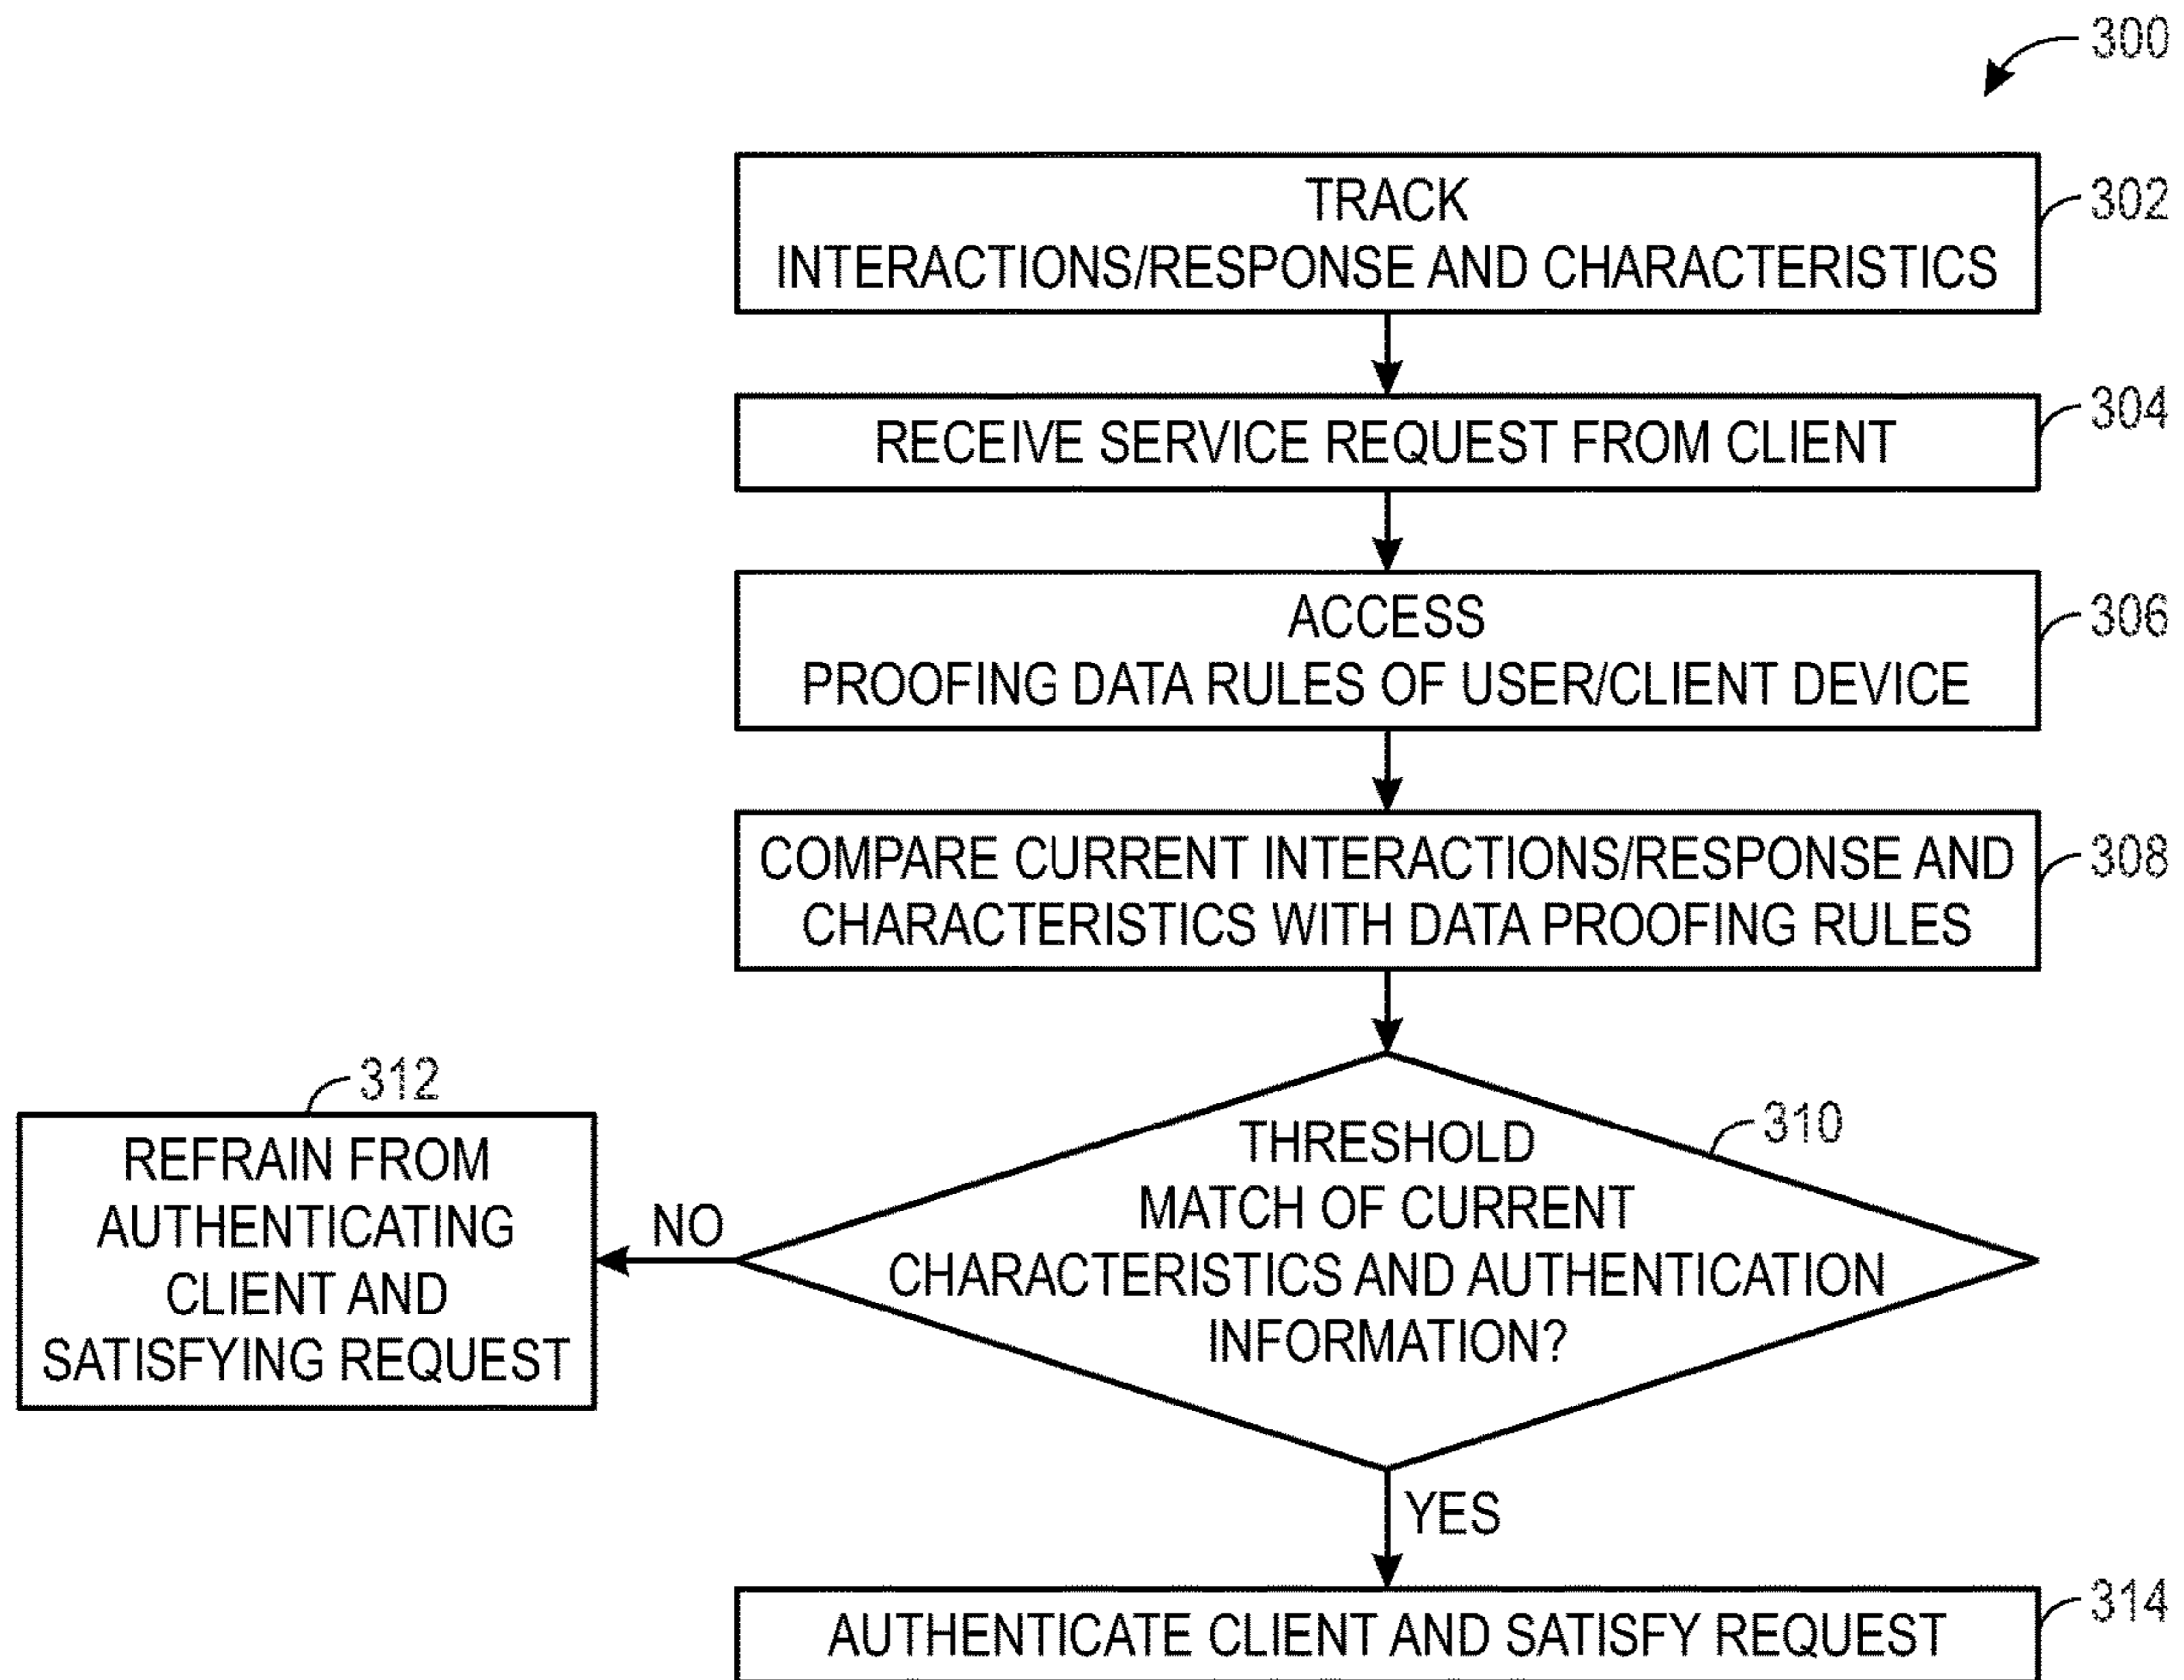 300
TRACK
INTERACTIONS/RESPONSE AND CHARACTERISTICS
302
RECEIVE SERVICE REQUEST FROM CLIENT
304
ACCESS
PROOFING DATA RULES OF USER/CLIENT DEVICE
306
COMPARE CURRENT INTERACTIONS/RESPONSE AND
CHARACTERISTICS WITH DATA PROOFING RULES
308
THRESHOLD
MATCH OF CURRENT
CHARACTERISTICS AND AUTHENTICATION
INFORMATION?
310
NO
312
REFRAIN FROM
AUTHENTICATING
CLIENT AND
SATISFYING REQUEST
YES
AUTHENTICATE CLIENT AND SATISFY REQUEST
314